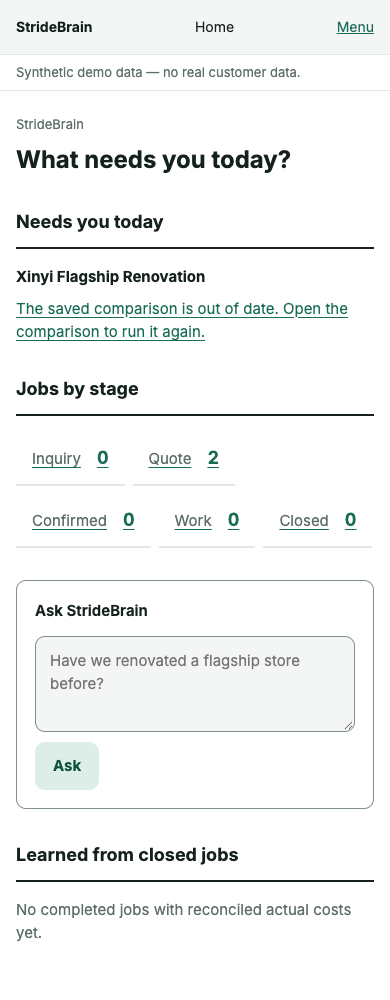 StrideBrain Home Menu
Synthetic demo data — no real customer data.
StrideBrain
What needs you today?
Needs you today
Xinyi Flagship Renovation
The saved comparison is out of date. Open the
comparison to run it again.
Jobs by stage
Inquiry 0 Quote 2
Confirmed 0 Work 0 Closed 0
Ask StrideBrain
Have we renovated a flagship store
before?
Ask
Learned from closed jobs
No completed jobs with reconciled actual costs
yet.